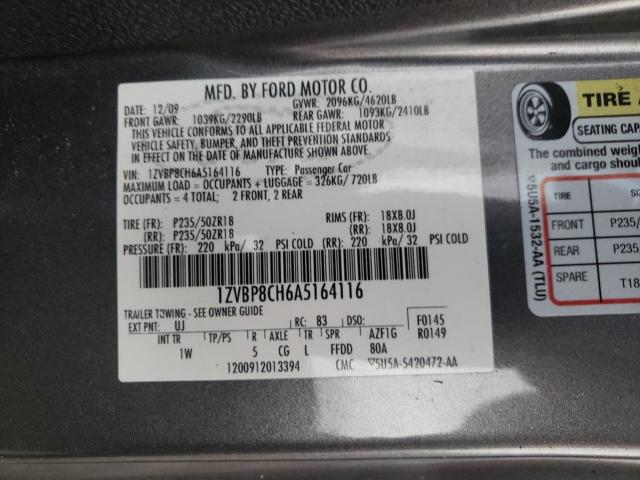 MFD. BY FORD MOTOR CO.
DATE: 12/09 GVWR: 2096KG/4620LB
FRONT GAWR: 1039KG/2290LB REAR GAWR: 1093KG/2410LB
THIS VEHICLE CONFORMS TO ALL APPLICABLE FEDERAL MOTOR
VEHICLE SAFETY, BUMPER, AND THEFT PREVENTION STANDARDS
IN EFFECT ON THE DATE OF MANUFACTURE SHOWN ABOVE.
VIN: 1ZVBP8CH6A5164116 TYPE: Passenger Car
MAXIMUM LOAD = OCCUPANTS + LUGGAGE = 326KG/720LB
OCCUPANTS = 4 TOTAL; 2 FRONT, 2 REAR
TIRE (FR): P235/50ZR18 RIMS (FR): 18X8.0J
(RR): P235/50ZR18 (RR): 18X8.0J
PRESSURE (FR): 220 kPa/ 32 PSI COLD (RR): 220 kPa/ 32 PSI COLD
1ZVBP8CH6A5164116
TRAILER TOWING - SEE OWNER GUIDE
EXT PNT: UJ RC: 83 DSO: F0145
INT TR TP/PS R AXLE TR SPR AZF1G R0149
1W 5 CG L FFDD 80A
1200912013394 CMC 5U5A-5420472-AA
TIRE A
SEATING CA
The combined weig
and cargo shou
5U5A-1532-AA (TLU)
TIRE
FRONT P235/
REAR P235/
SPARE T18